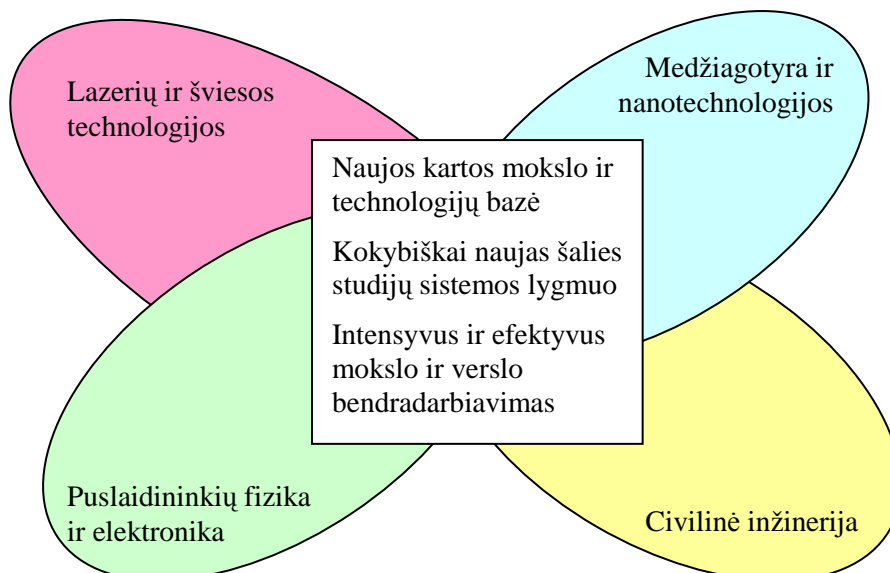 Lazerių ir šviesos
technologijos
Medžiagotyra ir
nanotechnologijos
Naujos kartos mokslo ir
technologijų bazė
Kokybiškai naujas šalies
studijų sistemos lygmuo
Intensyvus ir efektyvus
mokslo ir verslo
bendradarbiavimas
Puslaidininkių fizika
ir elektronika
Civilinė inžinerija